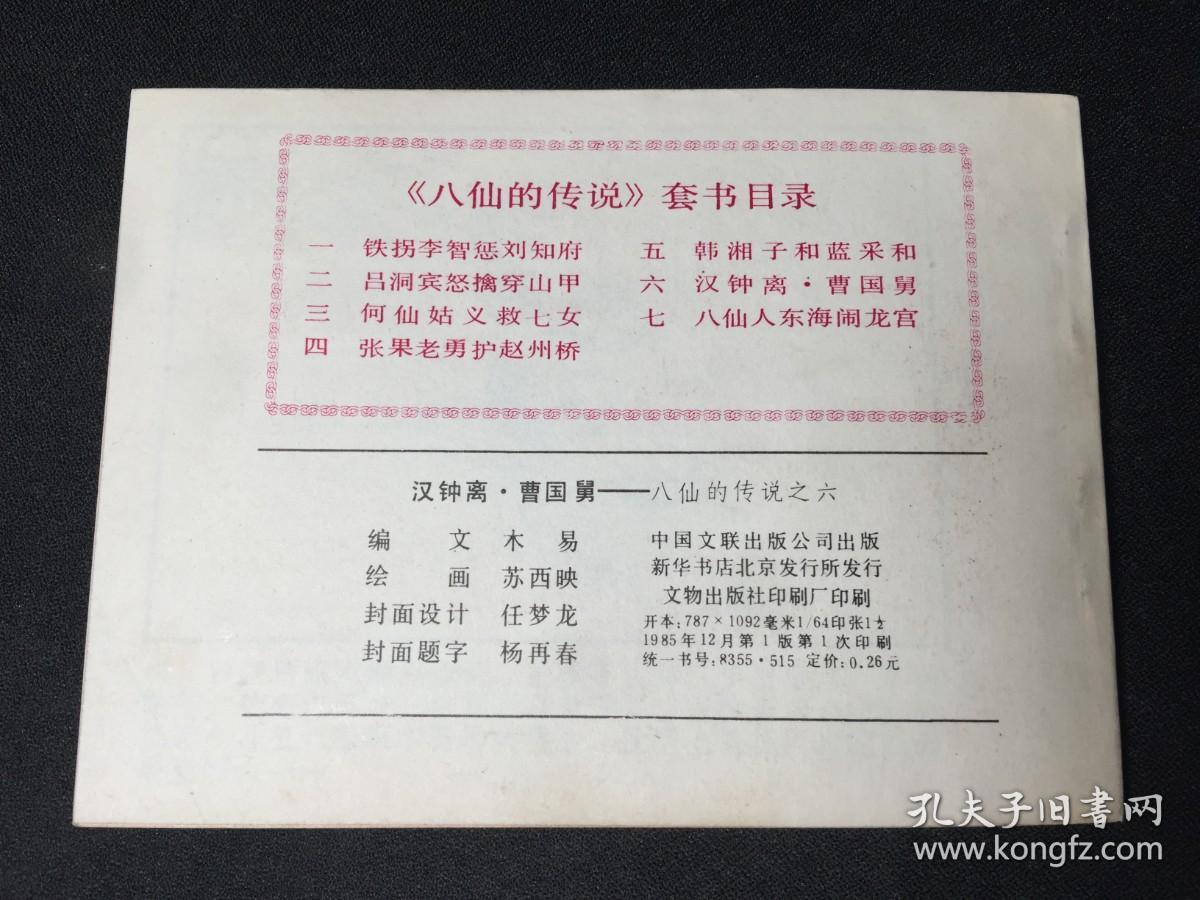 《八仙的传说》套书目录
一 铁拐李智惩刘知府
二 吕洞宾怒擒穿山甲
三 何仙姑义救七女
四 张果老勇护赵州桥
五 韩湘子和蓝采和
六 汉钟离·曹国舅
七 八仙人东海闹龙宫
汉钟离·曹国舅——八仙的传说之六
编文 木易
绘画 苏西映
封面设计 任梦龙
封面题字 杨再春
中国文联出版公司出版
新华书店北京发行所发行
文物出版社印刷厂印刷
开本:787×1092毫米1/64印张1½
1985年12月第1版第1次印刷
统一书号:8355·515 定价:0.26元
孔夫子旧书网
www.kongfz.com